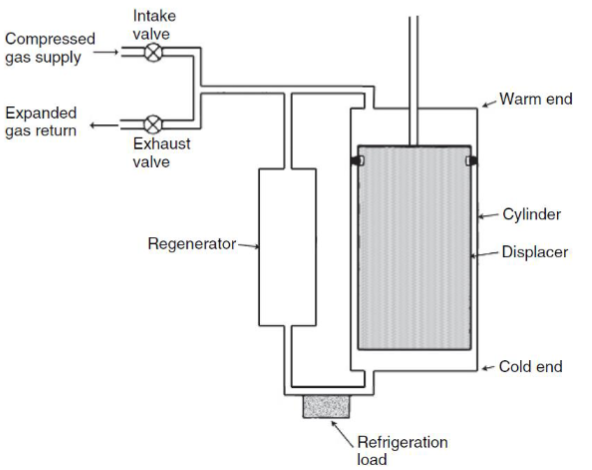 Intake
valve
Compressed
gas supply
Expanded
gas return
Exhaust
valve
Warm end
Cylinder
Regenerator
Displacer
Cold end
Refrigeration
load